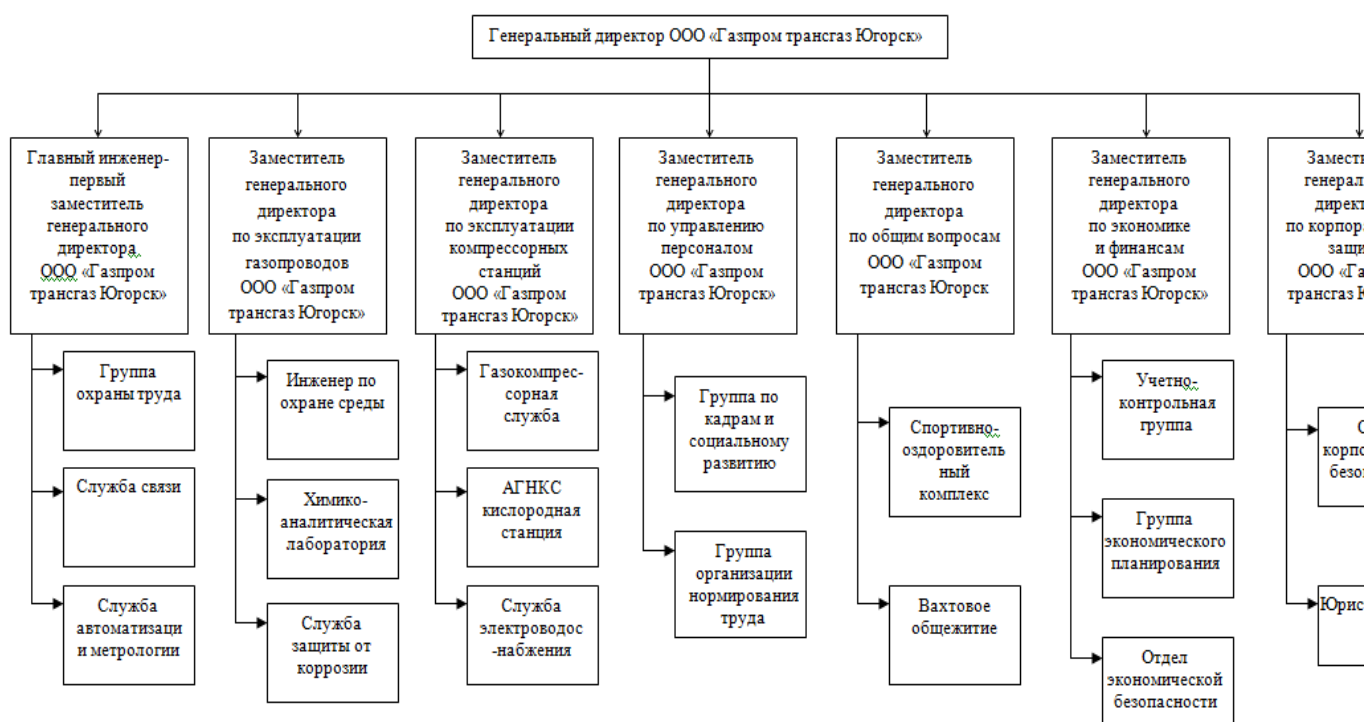 Генеральный директор ООО «Газпром трансгаз Югорск»
Главный инженер-
первый
заместитель
генерального
директора
ООО «Газпром
трансгаз Югорск»
Группа
охраны труда
Служба связи
Служба
автоматизаци
и метрологии
Заместитель
генерального
директора
по эксплуатации
газопроводов
ООО «Газпром
трансгаз Югорск»
Инженер по
охране среды
Химико-
аналитическая
лаборатория
Служба
защиты от
коррозии
Заместитель
генерального
директора
по эксплуатации
компрессорных
станций
ООО «Газпром
трансгаз Югорск»
Газокомпрес-
сорная
служба
АГНКС
кислородная
станция
Служба
электроводос
-набжения
Заместитель
генерального
директора
по управлению
персоналом
ООО «Газпром
трансгаз Югорск»
Группа по
кадрам и
социальному
развитию
Группа
организации
нормирования
труда
Заместитель
генерального
директора
по общим вопросам
ООО «Газпром
трансгаз Югорск
Спортивно-
оздоровитель
ный
комплекс
Вахтовое
общежитие
Заместитель
генерального
директора
по экономике
и финансам
ООО «Газпром
трансгаз Югорск»
Учетно-
контрольная
группа
Группа
экономического
планирования
Отдел
экономической
безопасности
по
ООО
трансгаз